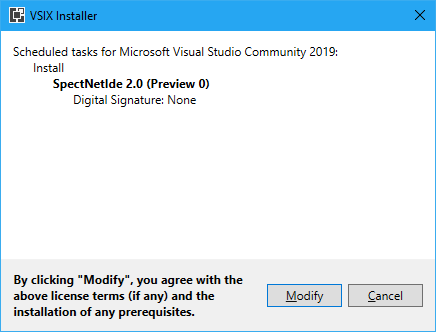 VSIX Installer
Scheduled tasks for Microsoft Visual Studio Community 2019:
Install
SpectNetIde 2.0 (Preview 0)
Digital Signature: None
By clicking "Modify", you agree with the
above license terms (if any) and the
installation of any prerequisites.
Modify
Cancel